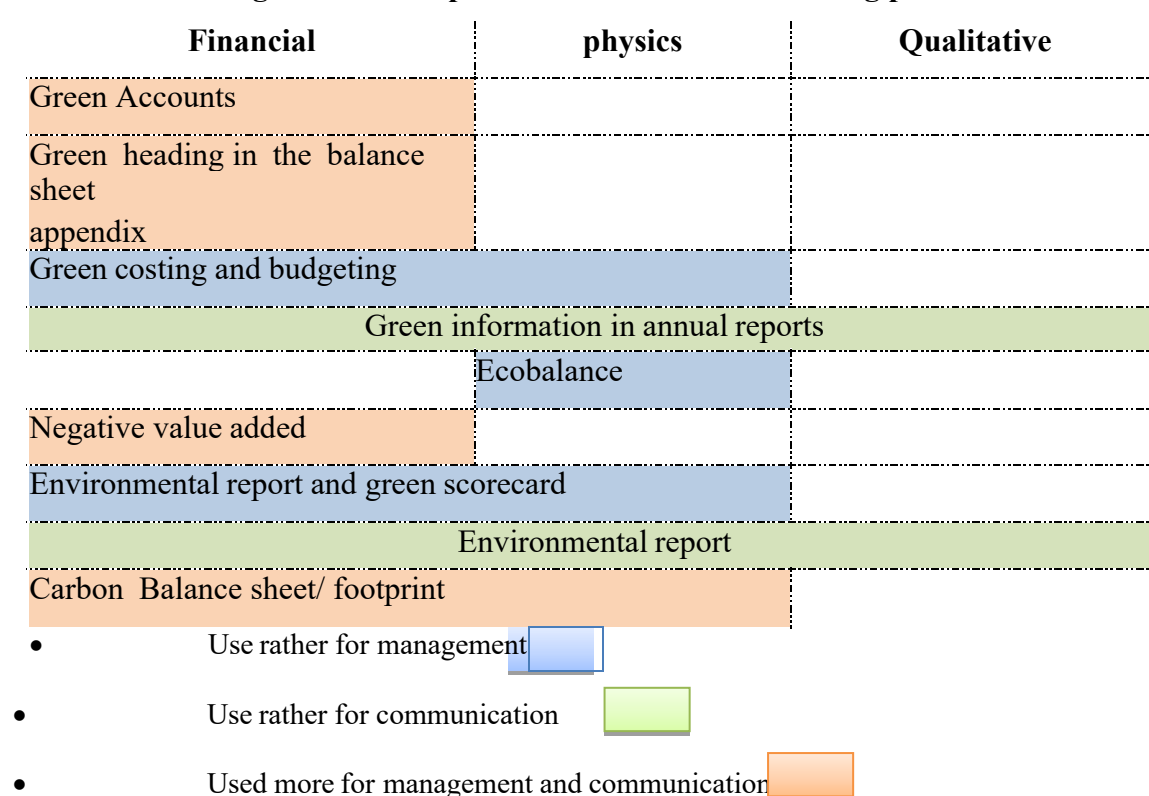 Financial physics Qualitative
Green Accounts
Green heading in the balance
sheet
appendix
Green costing and budgeting
Green information in annual reports
Ecobalance
Negative value added
Environmental report and green scorecard
Environmental report
Carbon Balance sheet/ footprint
• Use rather for management
• Use rather for communication
• Used more for management and communication